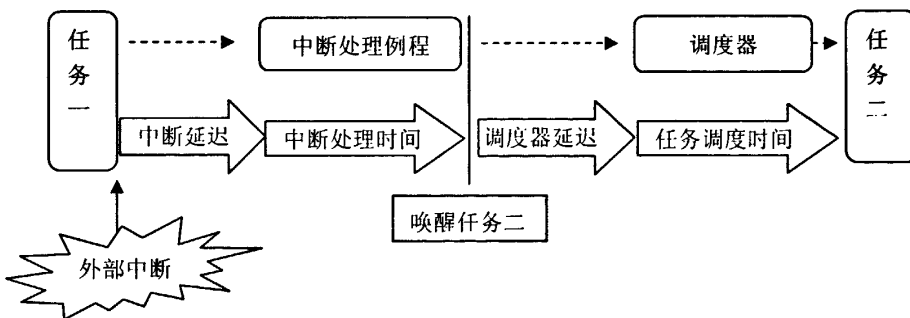 任务一
中断处理例程
调度器
任务二
中断延迟
中断处理时间
调度器延迟
任务调度时间
唤醒任务二
外部中断